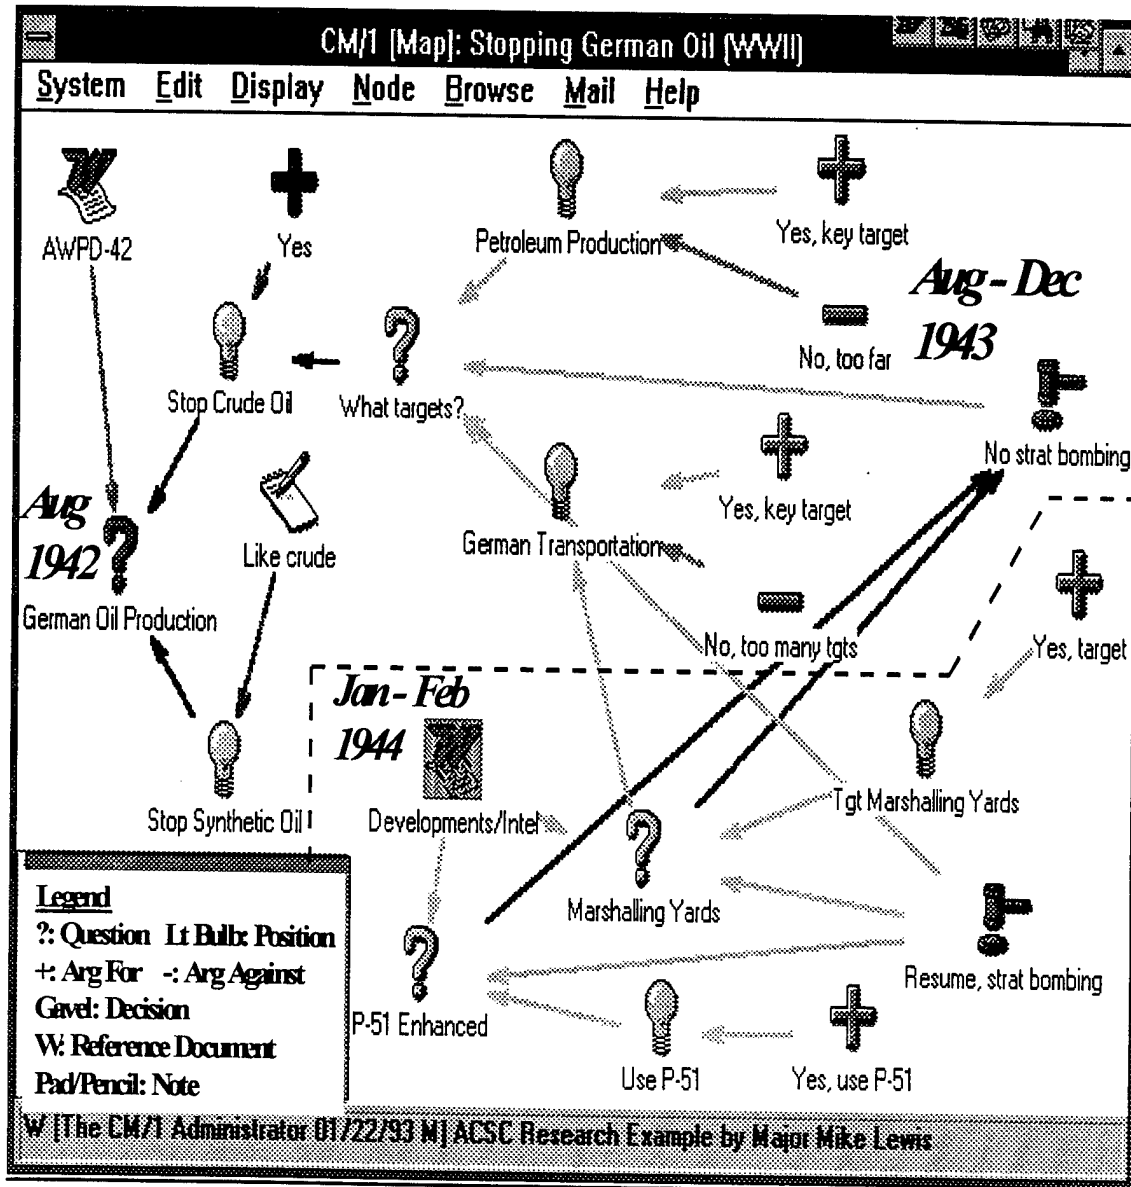 CM/1 [Map]: Stopping German Oil (WWII)
System Edit Display Node Browse Mail Help
AWPD-42
Yes
Petroleum Production
Yes, key target
Aug - Dec
1943
No, too far
Stop Crude Oil
What targets?
No strat bombing
Yes, key target
Aug
1942
Like crude
German Transportation
German Oil Production
No, too many tgts
Yes, target
Jan - Feb
1944
Stop Synthetic Oil
Developments/Intel
Tgt Marshalling Yards
Marshalling Yards
Resume, strat bombing
P-51 Enhanced
Use P-51
Yes, use P-51
Legend
?: Question Lt Bulb: Position
+: Arg For -: Arg Against
Gavel: Decision
W: Reference Document
Pad/Pencil: Note
W [The CM/1 Administrator 01/22/93 M] ACSC Research Example by Major Mike Lewis